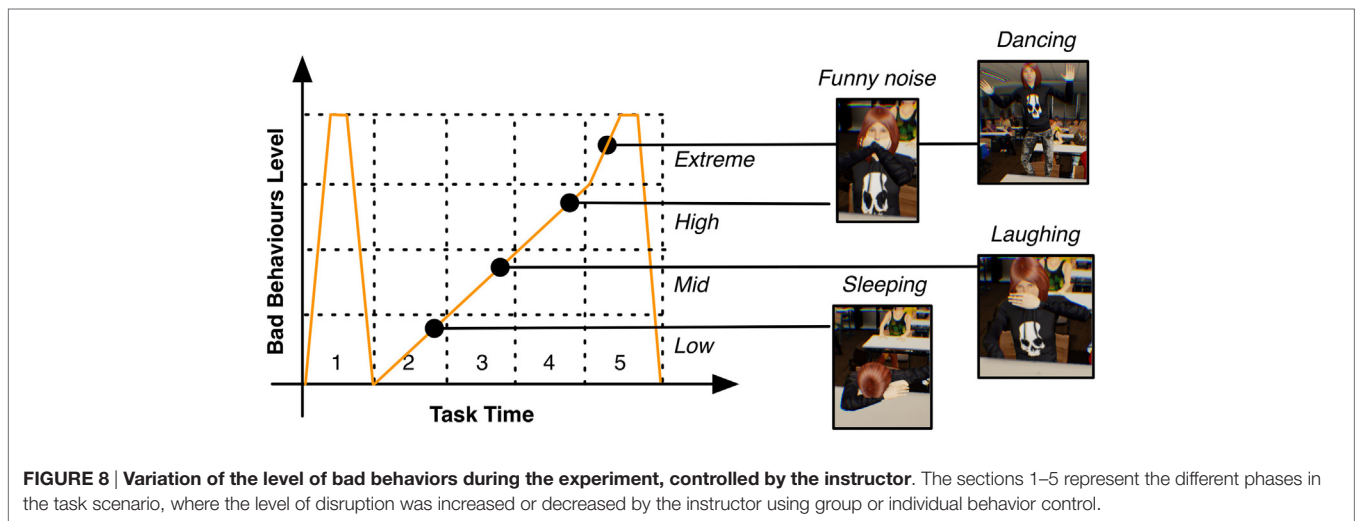 Dancing
Funny noise
Bad Behaviours Level
Extreme
High
Laughing
Mid
Sleeping
Low
1 2 3 4 5
Task Time
FIGURE 8 | Variation of the level of bad behaviors during the experiment, controlled by the instructor. The sections 1–5 represent the different phases in
the task scenario, where the level of disruption was increased or decreased by the instructor using group or individual behavior control.